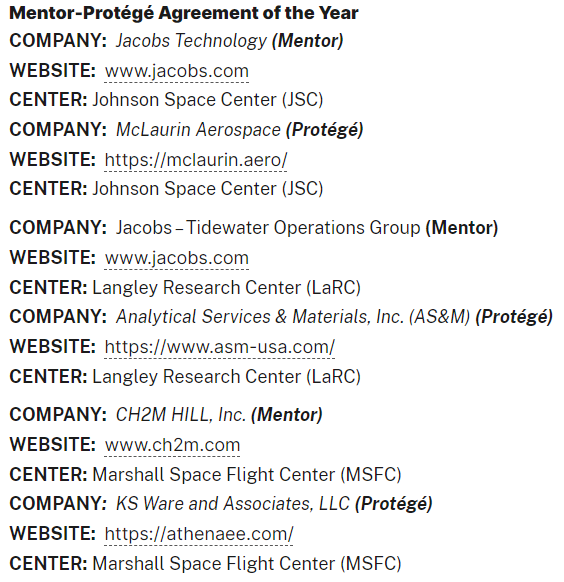 Mentor-Protégé Agreement of the Year
COMPANY: Jacobs Technology (Mentor)
WEBSITE: www.jacobs.com
CENTER: Johnson Space Center (JSC)
COMPANY: McLaurin Aerospace (Protégé)
WEBSITE: https://mclaurin.aero/
CENTER: Johnson Space Center (JSC)
COMPANY: Jacobs – Tidewater Operations Group (Mentor)
WEBSITE: www.jacobs.com
CENTER: Langley Research Center (LaRC)
COMPANY: Analytical Services & Materials, Inc. (AS&M) (Protégé)
WEBSITE: https://www.asm-usa.com/
CENTER: Langley Research Center (LaRC)
COMPANY: CH2M HILL, Inc. (Mentor)
WEBSITE: www.ch2m.com
CENTER: Marshall Space Flight Center (MSFC)
COMPANY: KS Ware and Associates, LLC (Protégé)
WEBSITE: https://athenaee.com/
CENTER: Marshall Space Flight Center (MSFC)